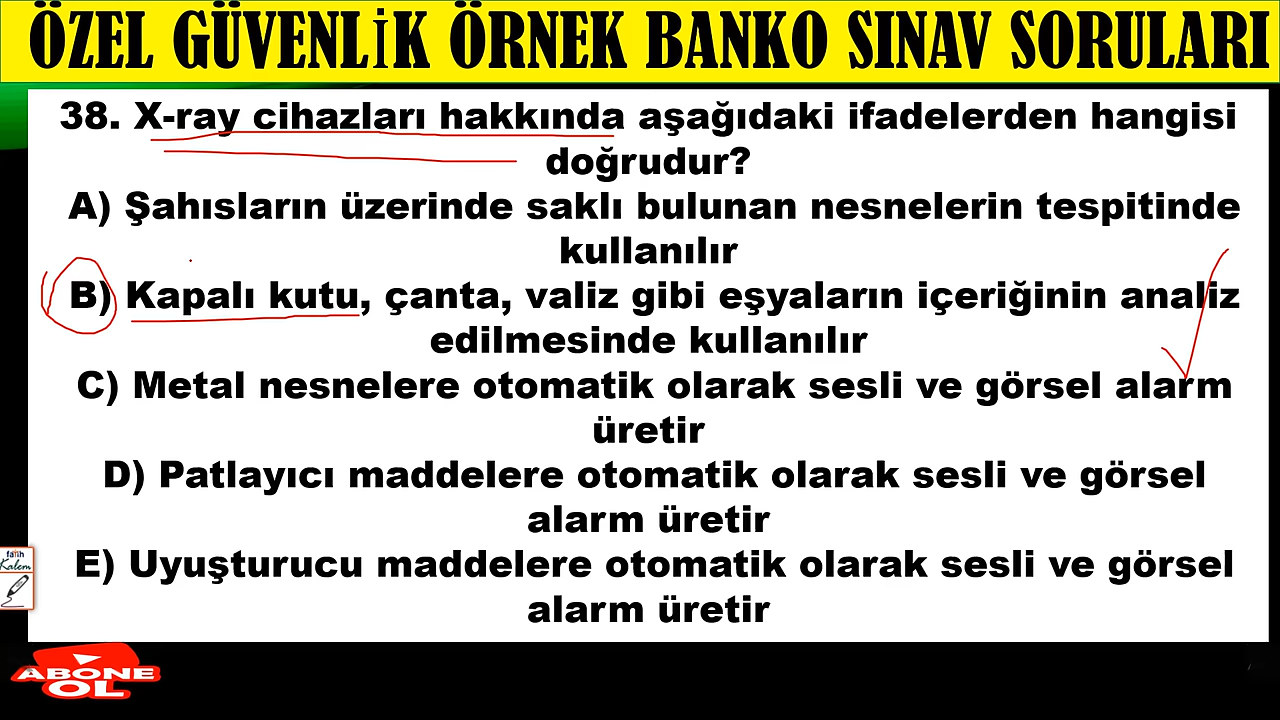 ÖZEL GÜVENLİK ÖRNEK BANKO SINAV SORULARI
38. X-ray cihazları hakkında aşağıdaki ifadelerden hangisi
doğrudur?
A) Şahısların üzerinde saklı bulunan nesnelerin tespitinde
kullanılır
B) Kapalı kutu, çanta, valiz gibi eşyaların içeriğinin analiz
edilmesinde kullanılır
C) Metal nesnelere otomatik olarak sesli ve görsel alarm
üretir
D) Patlayıcı maddelere otomatik olarak sesli ve görsel
alarm üretir
E) Uyuşturucu maddelere otomatik olarak sesli ve görsel
alarm üretir
fatih
Kalem
ABONE
OL